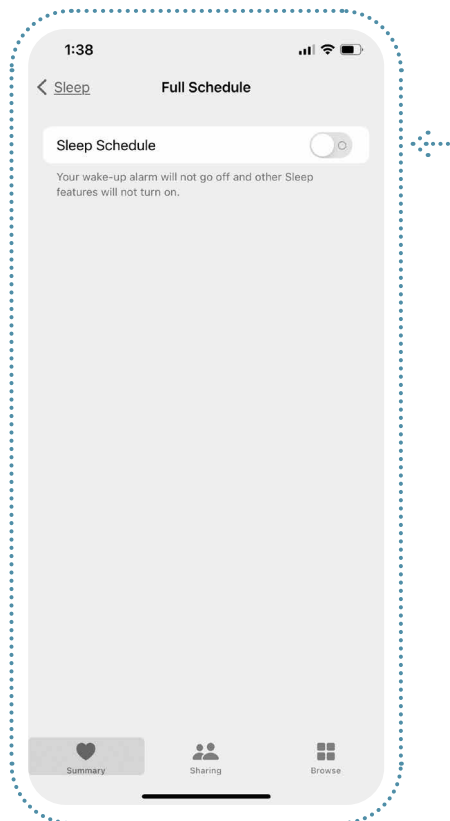 1:38
Sleep
Full Schedule
Sleep Schedule
Your wake-up alarm will not go off and other Sleep
features will not turn on.
Summary
Sharing
Browse